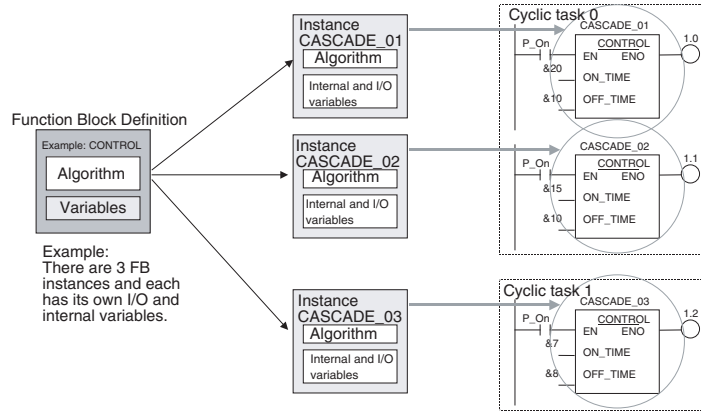 Function Block Definition
Example: CONTROL
Algorithm
Variables
Example:
There are 3 FB
instances and each
has its own I/O and
internal variables.
Instance
CASCADE_01
Algorithm
Internal and I/O
variables
Instance
CASCADE_02
Algorithm
Internal and I/O
variables
Instance
CASCADE_03
Algorithm
Internal and I/O
variables
Cyclic task 0
CASCADE_01
P_On
CONTROL
1.0
EN ENO
&20
ON_TIME
&10
OFF_TIME
CASCADE_02
P_On
CONTROL
1.1
EN ENO
&15
ON_TIME
&10
OFF_TIME
Cyclic task 1
CASCADE_03
P_On
CONTROL
1.2
EN ENO
&7
ON_TIME
&8
OFF_TIME